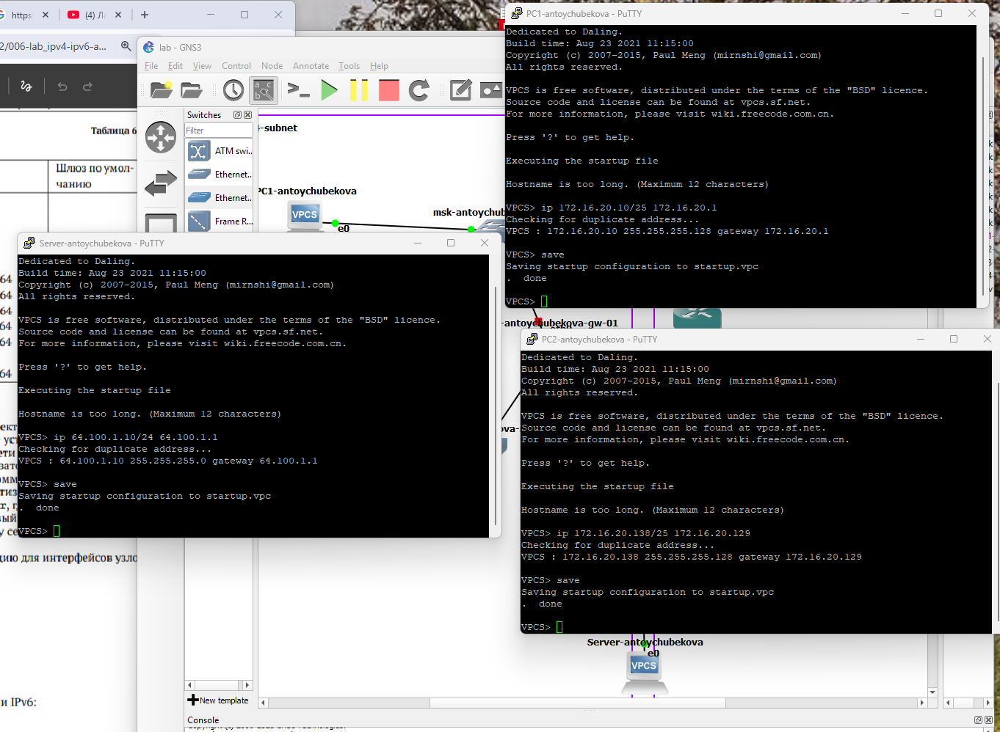 https:
(4) Ла
2/006-lab_ipv4-ipv6-a...
Таблица 6
Шлюз по умол-
чанию
64
64
64
64
64
64
цию для интерфейсов узло
и IPv6:
lab - GNS3
File Edit View Control Node Annotate Tools Help
Switches
Filter
ATM swi...
Ethernet...
Ethernet...
Frame R...
New template
Console
4-subnet
PC1-antoychubekova
VPCS
e0
msk-antoychub
-antoychubekova-gw-01
Server-antoychubekova
e0
VPCS
PC1-antoychubekova - PuTTY
Dedicated to Daling.
Build time: Aug 23 2021 11:15:00
Copyright (c) 2007-2015, Paul Meng (mirnshi@gmail.com)
All rights reserved.
VPCS is free software, distributed under the terms of the "BSD" licence.
Source code and license can be found at vpcs.sf.net.
For more information, please visit wiki.freecode.com.cn.
Press '?' to get help.
Executing the startup file
Hostname is too long. (Maximum 12 characters)
VPCS> ip 172.16.20.10/25 172.16.20.1
Checking for duplicate address...
VPCS : 172.16.20.10 255.255.255.128 gateway 172.16.20.1
VPCS> save
Saving startup configuration to startup.vpc
.  done
VPCS>
Server-antoychubekova - PuTTY
Dedicated to Daling.
Build time: Aug 23 2021 11:15:00
Copyright (c) 2007-2015, Paul Meng (mirnshi@gmail.com)
All rights reserved.
VPCS is free software, distributed under the terms of the "BSD" licence.
Source code and license can be found at vpcs.sf.net.
For more information, please visit wiki.freecode.com.cn.
Press '?' to get help.
Executing the startup file
Hostname is too long. (Maximum 12 characters)
VPCS> ip 64.100.1.10/24 64.100.1.1
Checking for duplicate address...
VPCS : 64.100.1.10 255.255.255.0 gateway 64.100.1.1
VPCS> save
Saving startup configuration to startup.vpc
.  done
VPCS>
PC2-antoychubekova - PuTTY
Dedicated to Daling.
Build time: Aug 23 2021 11:15:00
Copyright (c) 2007-2015, Paul Meng (mirnshi@gmail.com)
All rights reserved.
VPCS is free software, distributed under the terms of the "BSD" licence.
Source code and license can be found at vpcs.sf.net.
For more information, please visit wiki.freecode.com.cn.
Press '?' to get help.
Executing the startup file
Hostname is too long. (Maximum 12 characters)
VPCS> ip 172.16.20.138/25 172.16.20.129
Checking for duplicate address...
VPCS : 172.16.20.138 255.255.255.128 gateway 172.16.20.129
VPCS> save
Saving startup configuration to startup.vpc
.  done
VPCS>